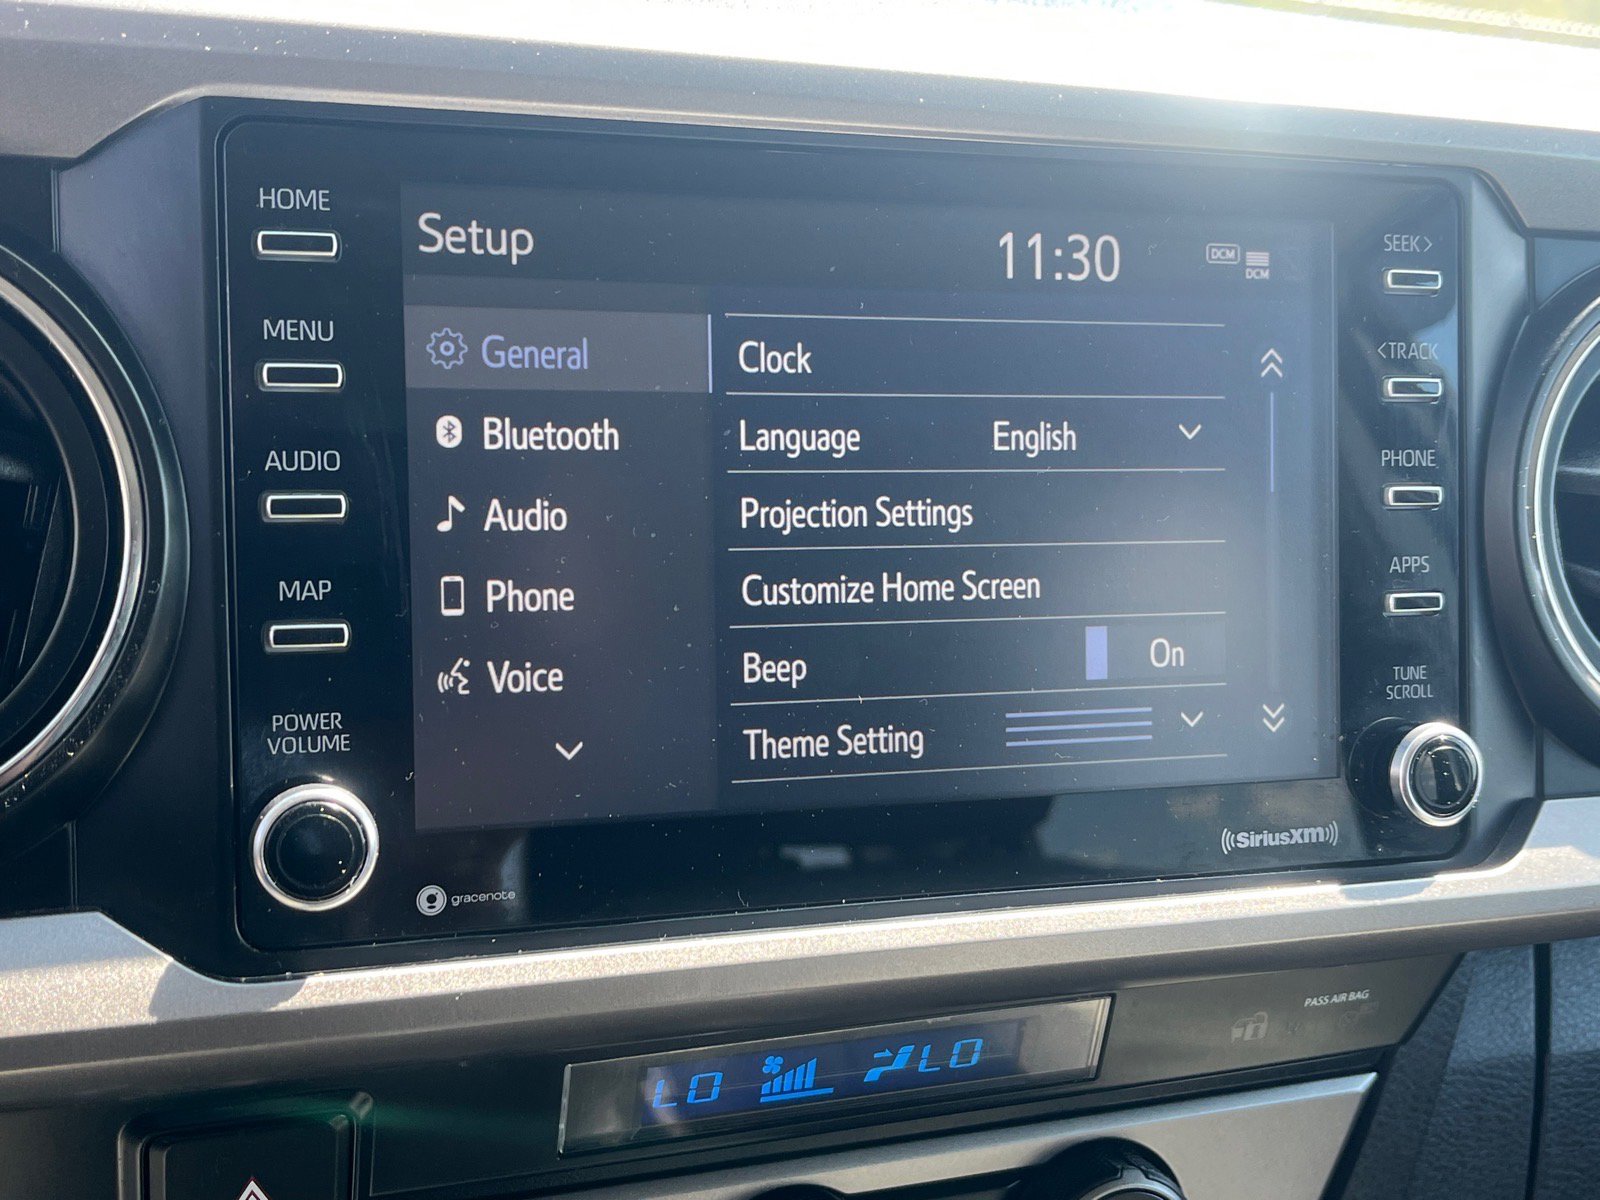 HOME
MENU
AUDIO
MAP
POWER
VOLUME
Setup
11:30
DCM
DCM
General
Bluetooth
Audio
Phone
Voice
Clock
Language English
Projection Settings
Customize Home Screen
Beep On
Theme Setting
SEEK>
<TRACK
PHONE
APPS
TUNE
SCROLL
gracenote
SiriusXM
PASS AIR BAG
LO LO